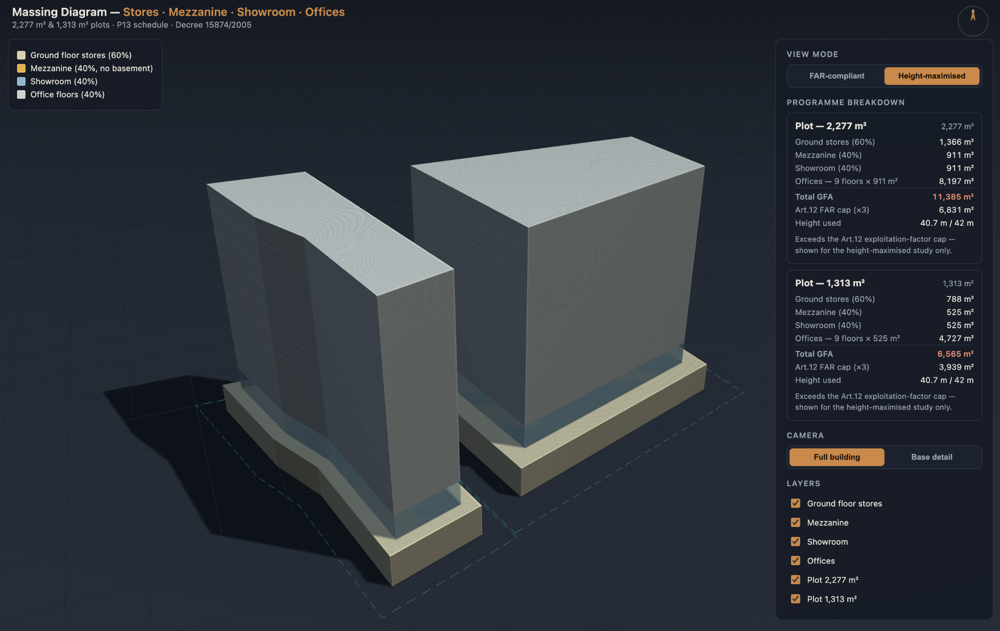 Massing Diagram — Stores · Mezzanine · Showroom · Offices
2,277 m² & 1,313 m² plots · P13 schedule · Decree 15874/2005
N
Ground floor stores (60%)
Mezzanine (40%, no basement)
Showroom (40%)
Office floors (40%)
VIEW MODE
FAR-compliant Height-maximised
PROGRAMME BREAKDOWN
Plot — 2,277 m² 2,277 m²
Ground stores (60%) 1,366 m²
Mezzanine (40%) 911 m²
Showroom (40%) 911 m²
Offices — 9 floors × 911 m² 8,197 m²
Total GFA 11,385 m²
Art.12 FAR cap (×3) 6,831 m²
Height used 40.7 m / 42 m
Exceeds the Art.12 exploitation-factor cap —
shown for the height-maximised study only.
Plot — 1,313 m² 1,313 m²
Ground stores (60%) 788 m²
Mezzanine (40%) 525 m²
Showroom (40%) 525 m²
Offices — 9 floors × 525 m² 4,727 m²
Total GFA 6,565 m²
Art.12 FAR cap (×3) 3,939 m²
Height used 40.7 m / 42 m
Exceeds the Art.12 exploitation-factor cap —
shown for the height-maximised study only.
CAMERA
Full building Base detail
LAYERS
Ground floor stores
Mezzanine
Showroom
Offices
Plot 2,277 m²
Plot 1,313 m²